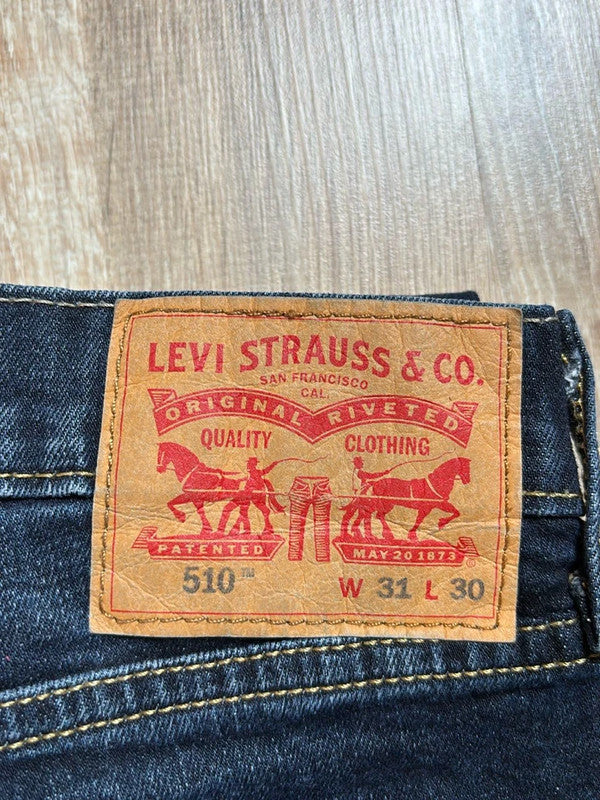 LEVI STRAUSS & CO.
SAN FRANCISCO
CAL.
ORIGINAL RIVETED
QUALITY CLOTHING
PATENTED MAY 20 1873 ®
510™ W 31 L 30